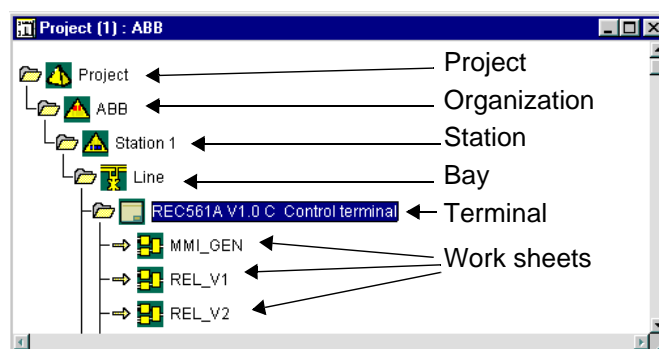 Project (1) : ABB
Project Project
ABB Organization
Station 1 Station
Line Bay
REC561A V1.0 C Control terminal Terminal
MMI_GEN
REL_V1 Work sheets
REL_V2